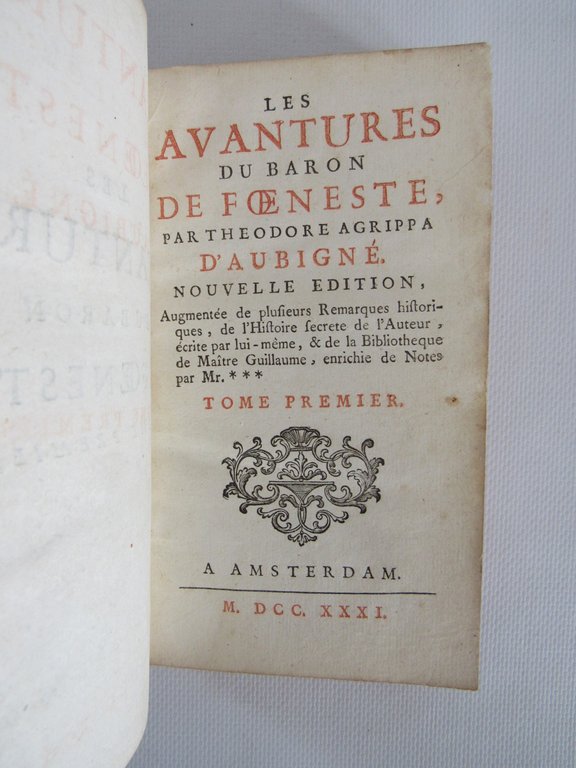 LES
AVANTURES
DU BARON
DE FŒNESTE,
PAR THEODORE AGRIPPA
D'AUBIGNÉ.
NOUVELLE EDITION,
Augmentée de plusieurs Remarques histori-
ques, de l'Histoire secrete de l'Auteur,
écrite par lui-même, & de la Bibliotheque
de Maître Guillaume, enrichie de Notes
par Mr. ***
TOME PREMIER.
A AMSTERDAM.
M. DCC. XXXI.